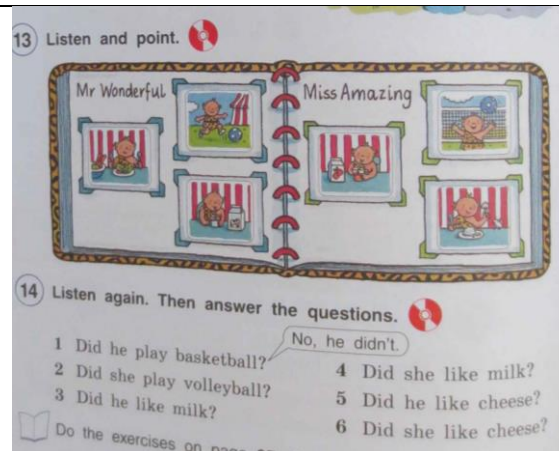 13 Listen and point.
Mr Wonderful
Miss Amazing
14 Listen again. Then answer the questions.
No, he didn't.
1 Did he play basketball?
2 Did she play volleyball?
3 Did he like milk?
4 Did she like milk?
5 Did he like cheese?
6 Did she like cheese?
Do the exercises on page